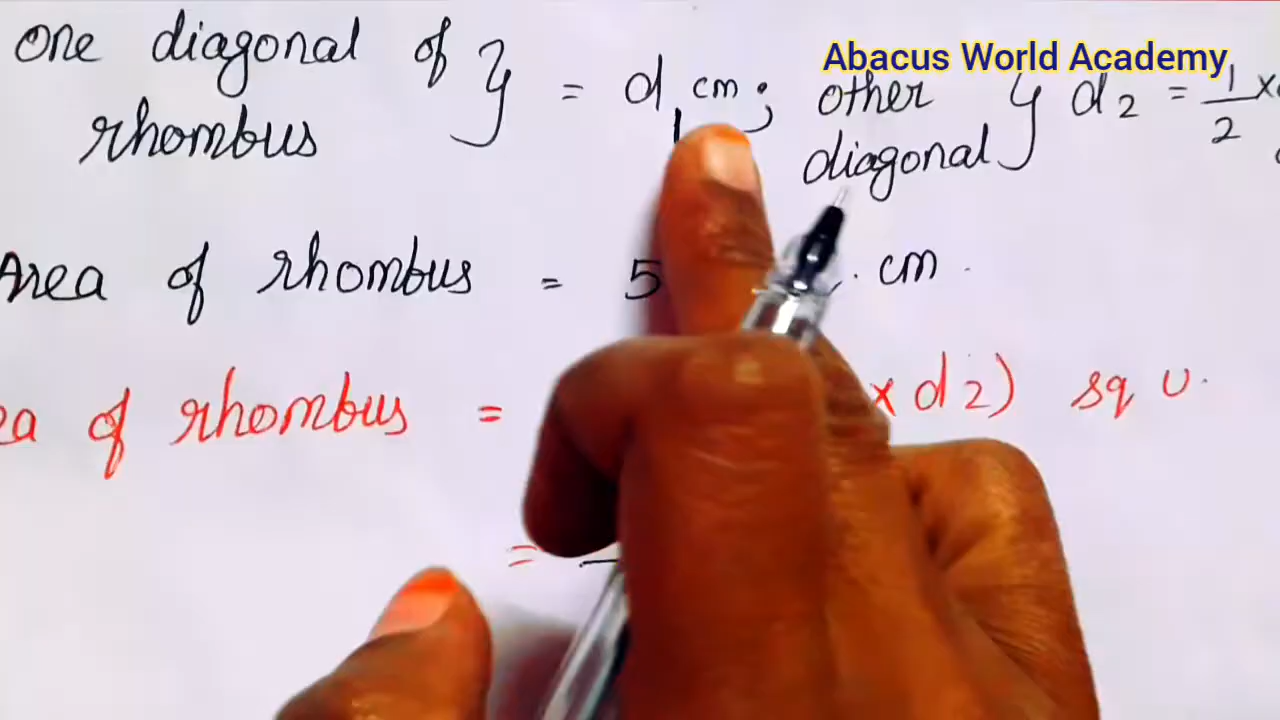 Abacus World Academy
One diagonal of } = d1 cm; other } d2 = 1/2 x
rhombus diagonal
Area of rhombus = 5 . cm.
ea of rhombus = x d2) sq u.
=